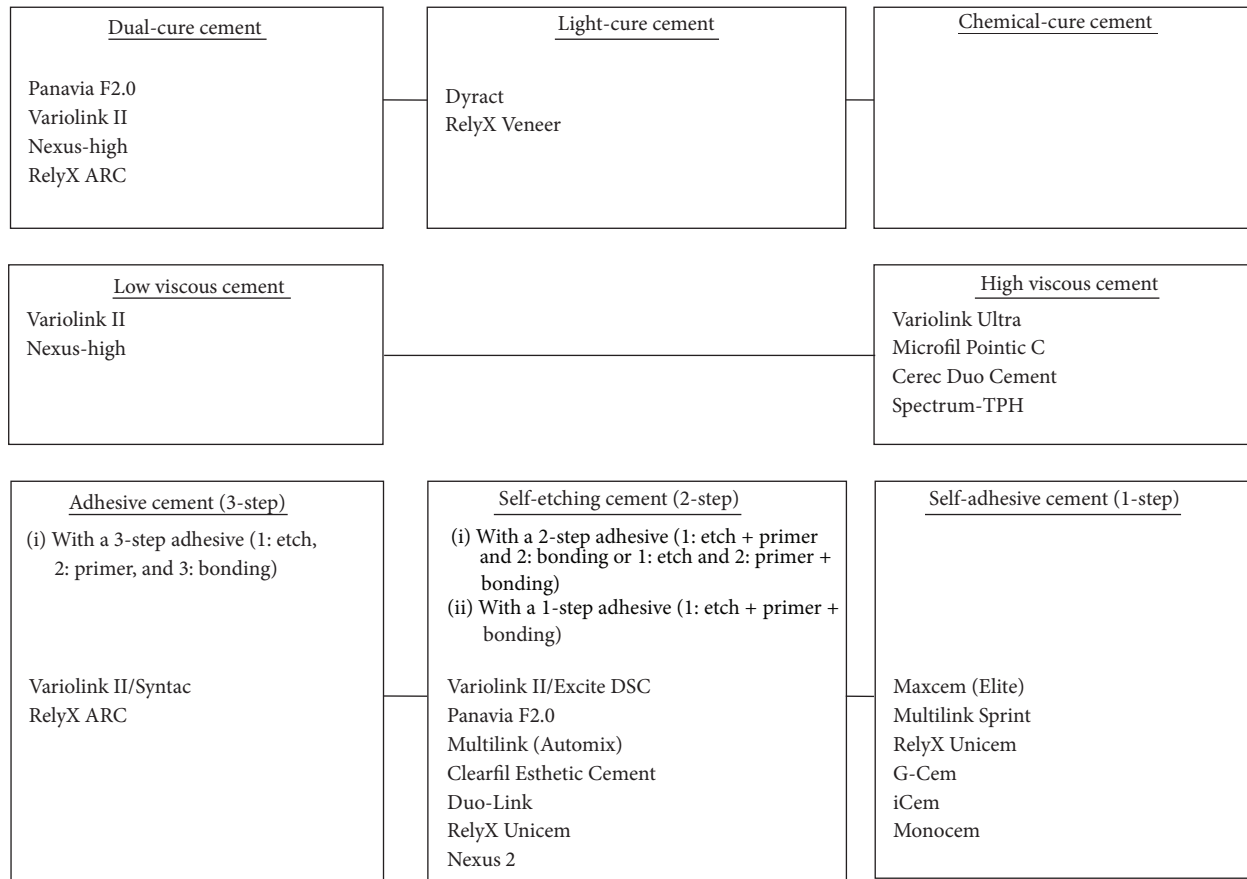 Dual-cure cement
Panavia F2.0
Variolink II
Nexus-high
RelyX ARC
Light-cure cement
Dyract
RelyX Veneer
Chemical-cure cement
Low viscous cement
Variolink II
Nexus-high
High viscous cement
Variolink Ultra
Microfil Pointic C
Cerec Duo Cement
Spectrum-TPH
Adhesive cement (3-step)
(i) With a 3-step adhesive (1: etch,
2: primer, and 3: bonding)
Variolink II/Syntac
RelyX ARC
Self-etching cement (2-step)
(i) With a 2-step adhesive (1: etch + primer
and 2: bonding or 1: etch and 2: primer +
bonding)
(ii) With a 1-step adhesive (1: etch + primer +
bonding)
Variolink II/Excite DSC
Panavia F2.0
Multilink (Automix)
Clearfil Esthetic Cement
Duo-Link
RelyX Unicem
Nexus 2
Self-adhesive cement (1-step)
Maxcem (Elite)
Multilink Sprint
RelyX Unicem
G-Cem
iCem
Monocem